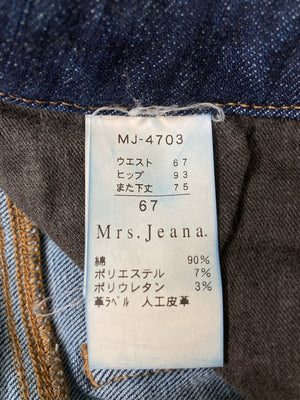 MJ-4703
ウエスト 67
ヒップ 93
また下丈 75
67
Mrs.Jeana®
綿 90%
ポリエステル 7%
ポリウレタン 3%
革ラベル 人工皮革